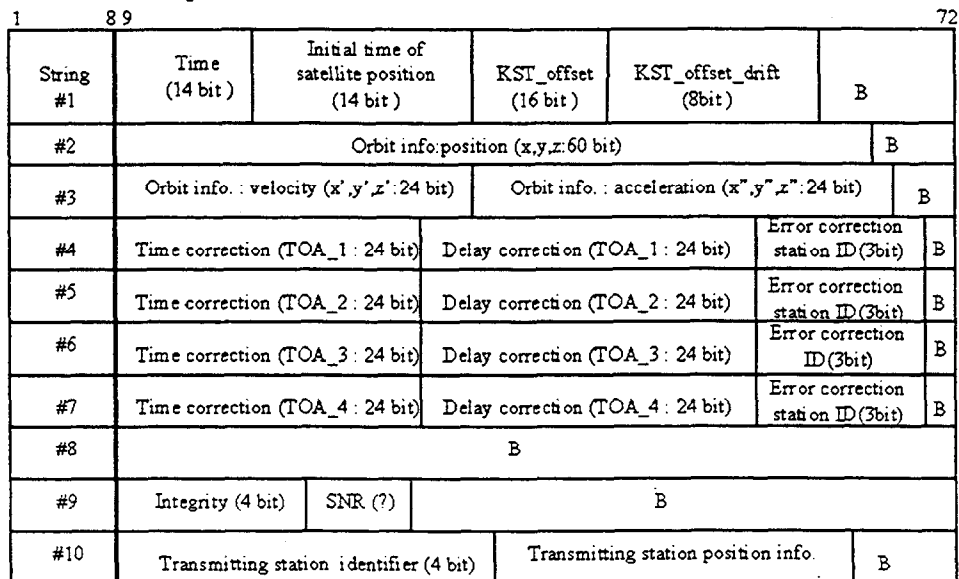 1 8 9 72
String #1
Time (14 bit )
Initial time of satellite position (14 bit )
KST_offset (16 bit )
KST_offset_drift (8bit )
B
#2
Orbit info:position (x,y,z:60 bit)
B
#3
Orbit info. : velocity (x',y',z':24 bit)
Orbit info. : acceleration (x",y",z":24 bit)
B
#4
Time correction (TOA_1 : 24 bit)
Delay correction (TOA_1 : 24 bit)
Error correction station ID(3bit)
B
#5
Time correction (TOA_2 : 24 bit)
Delay correction (TOA_2 : 24 bit)
Error correction station ID(3bit)
B
#6
Time correction (TOA_3 : 24 bit)
Delay correction (TOA_3 : 24 bit)
Error correction ID(3bit)
B
#7
Time correction (TOA_4 : 24 bit)
Delay correction (TOA_4 : 24 bit)
Error correction station ID(3bit)
B
#8
B
#9
Integrity (4 bit)
SNR (?)
B
#10
Transmitting station identifier (4 bit)
Transmitting station position info.
B